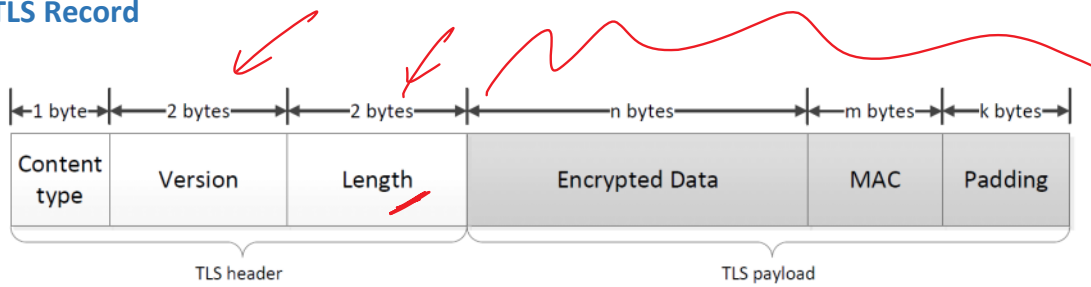 TLS Record
1 byte 2 bytes 2 bytes n bytes m bytes k bytes
Content type Version Length Encrypted Data MAC Padding
TLS header TLS payload